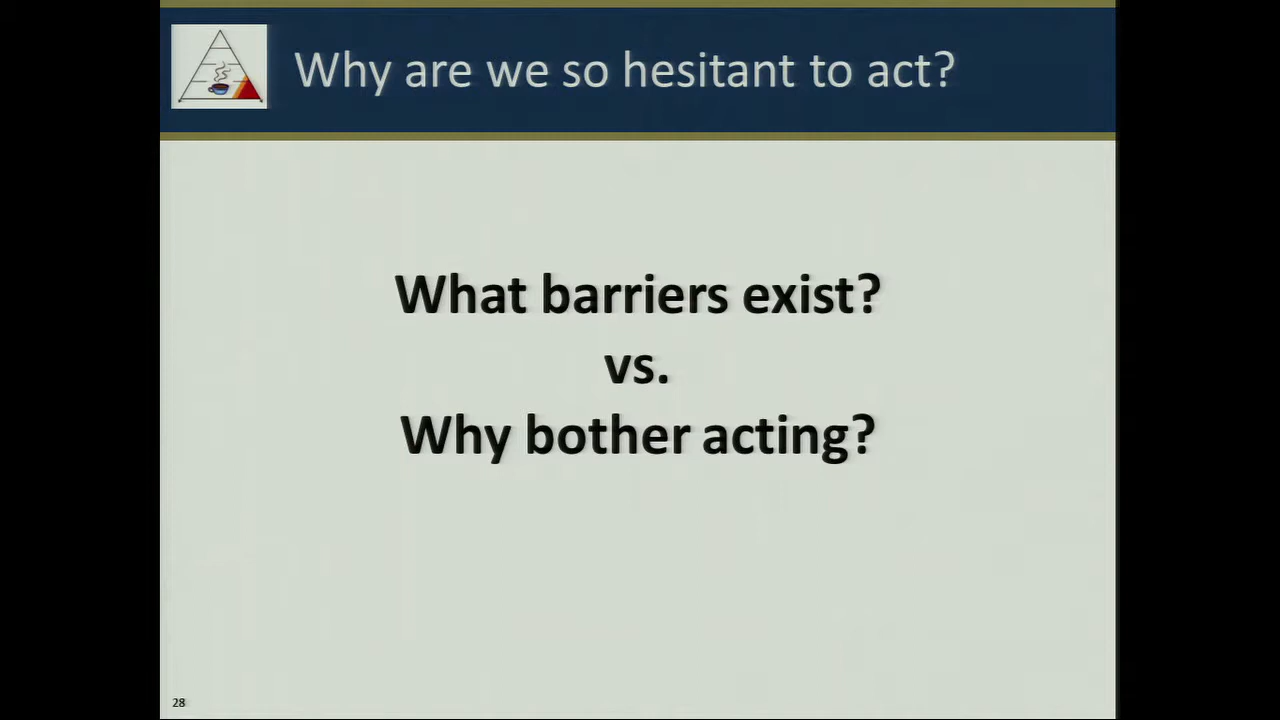 Why are we so hesitant to act?
What barriers exist?
vs.
Why bother acting?
28